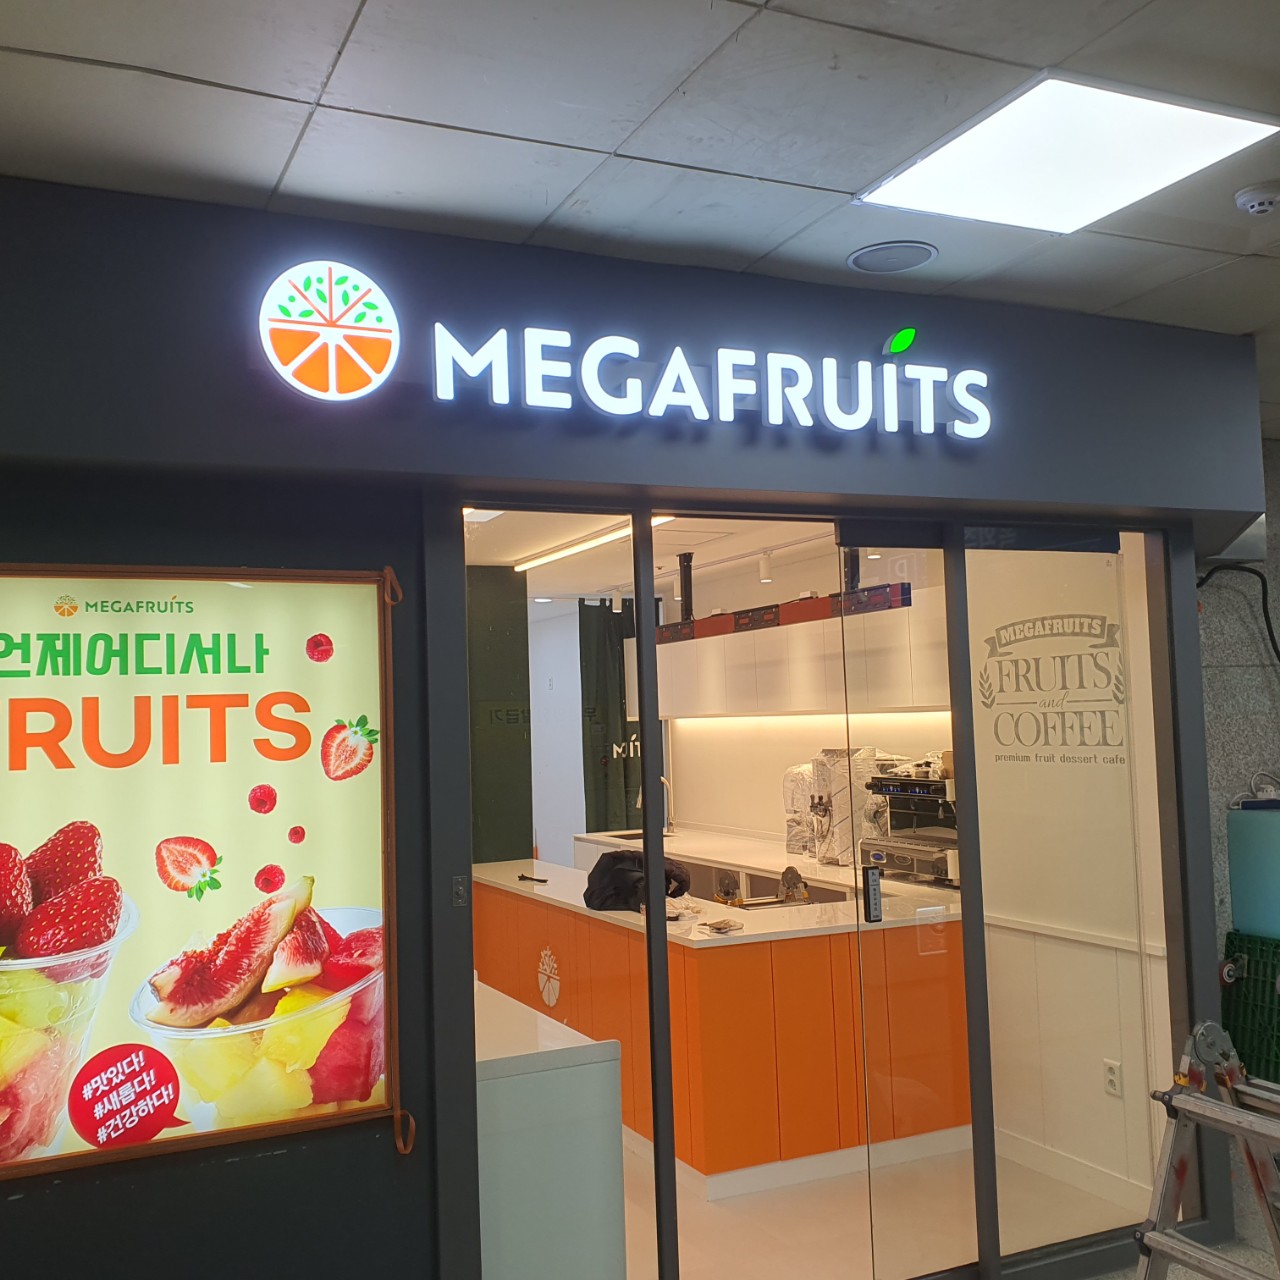 MEGAFRUITS
MEGAFRUITS
언제어디서나
RUITS
#맛있다!
#새롭다!
#건강하다!
MEGAFRUITS
FRUITS
and
COFFEE
premium fruit dessert cafe